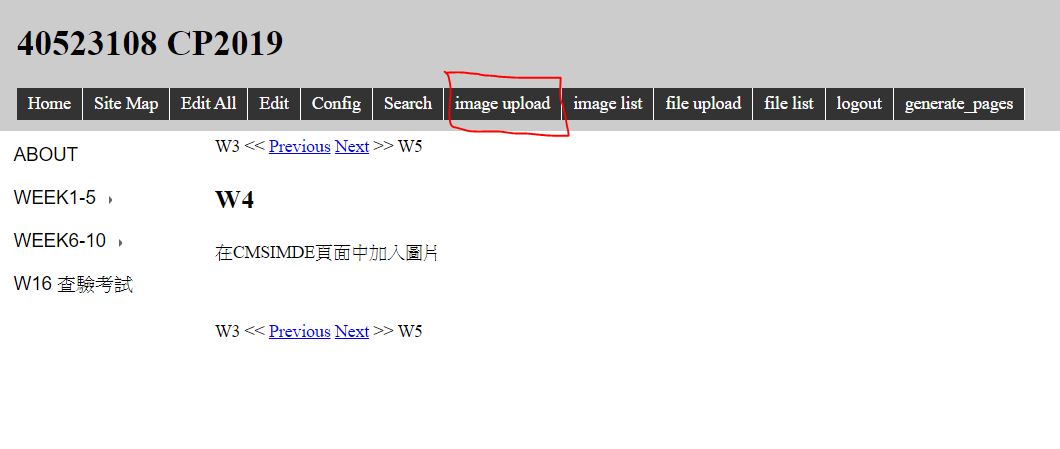 40523108 CP2019
Home Site Map Edit All Edit Config Search image upload image list file upload file list logout generate_pages
ABOUT
WEEK1-5
WEEK6-10
W16 查驗考試
W3 << Previous Next >> W5
W4
在CMSIMDE頁面中加入圖片
W3 << Previous Next >> W5